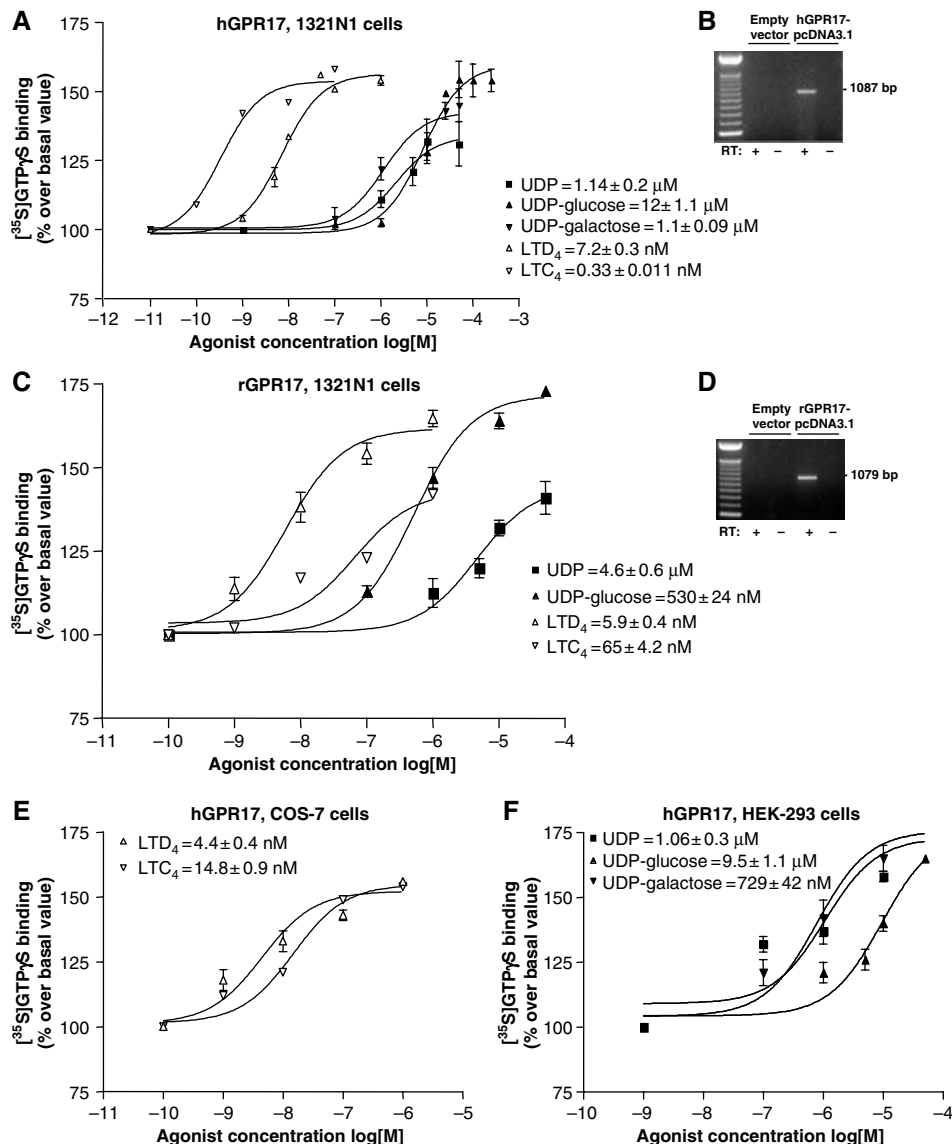 A
hGPR17, 1321N1 cells
[³⁵S]GTPγS binding
(% over basal value)
175
150
125
100
75
–11 –10 –9 –8 –7 –6 –5 –4 –3
Agonist concentration log[M]
UDP = 1.14 ± 0.2 μM
UDP-glucose = 12 ± 1.1 μM
UDP-galactose = 1.1 ± 0.09 μM
LTD₄ = 7.2 ± 0.3 nM
LTC₄ = 0.33 ± 0.011 nM
B
Empty vector
hGPR17-pcDNA3.1
1087 bp
RT: + – + –
C
rGPR17, 1321N1 cells
[³⁵S]GTPγS binding
(% over basal value)
175
150
125
100
75
–11 –10 –9 –8 –7 –6 –5 –4
Agonist concentration log[M]
UDP = 4.6 ± 0.6 μM
UDP-glucose = 530 ± 24 nM
LTD₄ = 5.9 ± 0.4 nM
LTC₄ = 65 ± 4.2 nM
D
Empty vector
rGPR17-pcDNA3.1
1079 bp
RT: + – + –
E
hGPR17, COS-7 cells
[³⁵S]GTPγS binding
(% over basal value)
175
150
125
100
75
LTD₄ = 4.4 ± 0.4 nM
LTC₄ = 14.8 ± 0.9 nM
–11 –10 –9 –8 –7 –6 –5
Agonist concentration log[M]
F
hGPR17, HEK-293 cells
[³⁵S]GTPγS binding
(% over basal value)
175
150
125
100
75
UDP = 1.06 ± 0.3 μM
UDP-glucose = 9.5 ± 1.1 μM
UDP-galactose = 729 ± 42 nM
–10 –9 –8 –7 –6 –5 –4
Agonist concentration log[M]